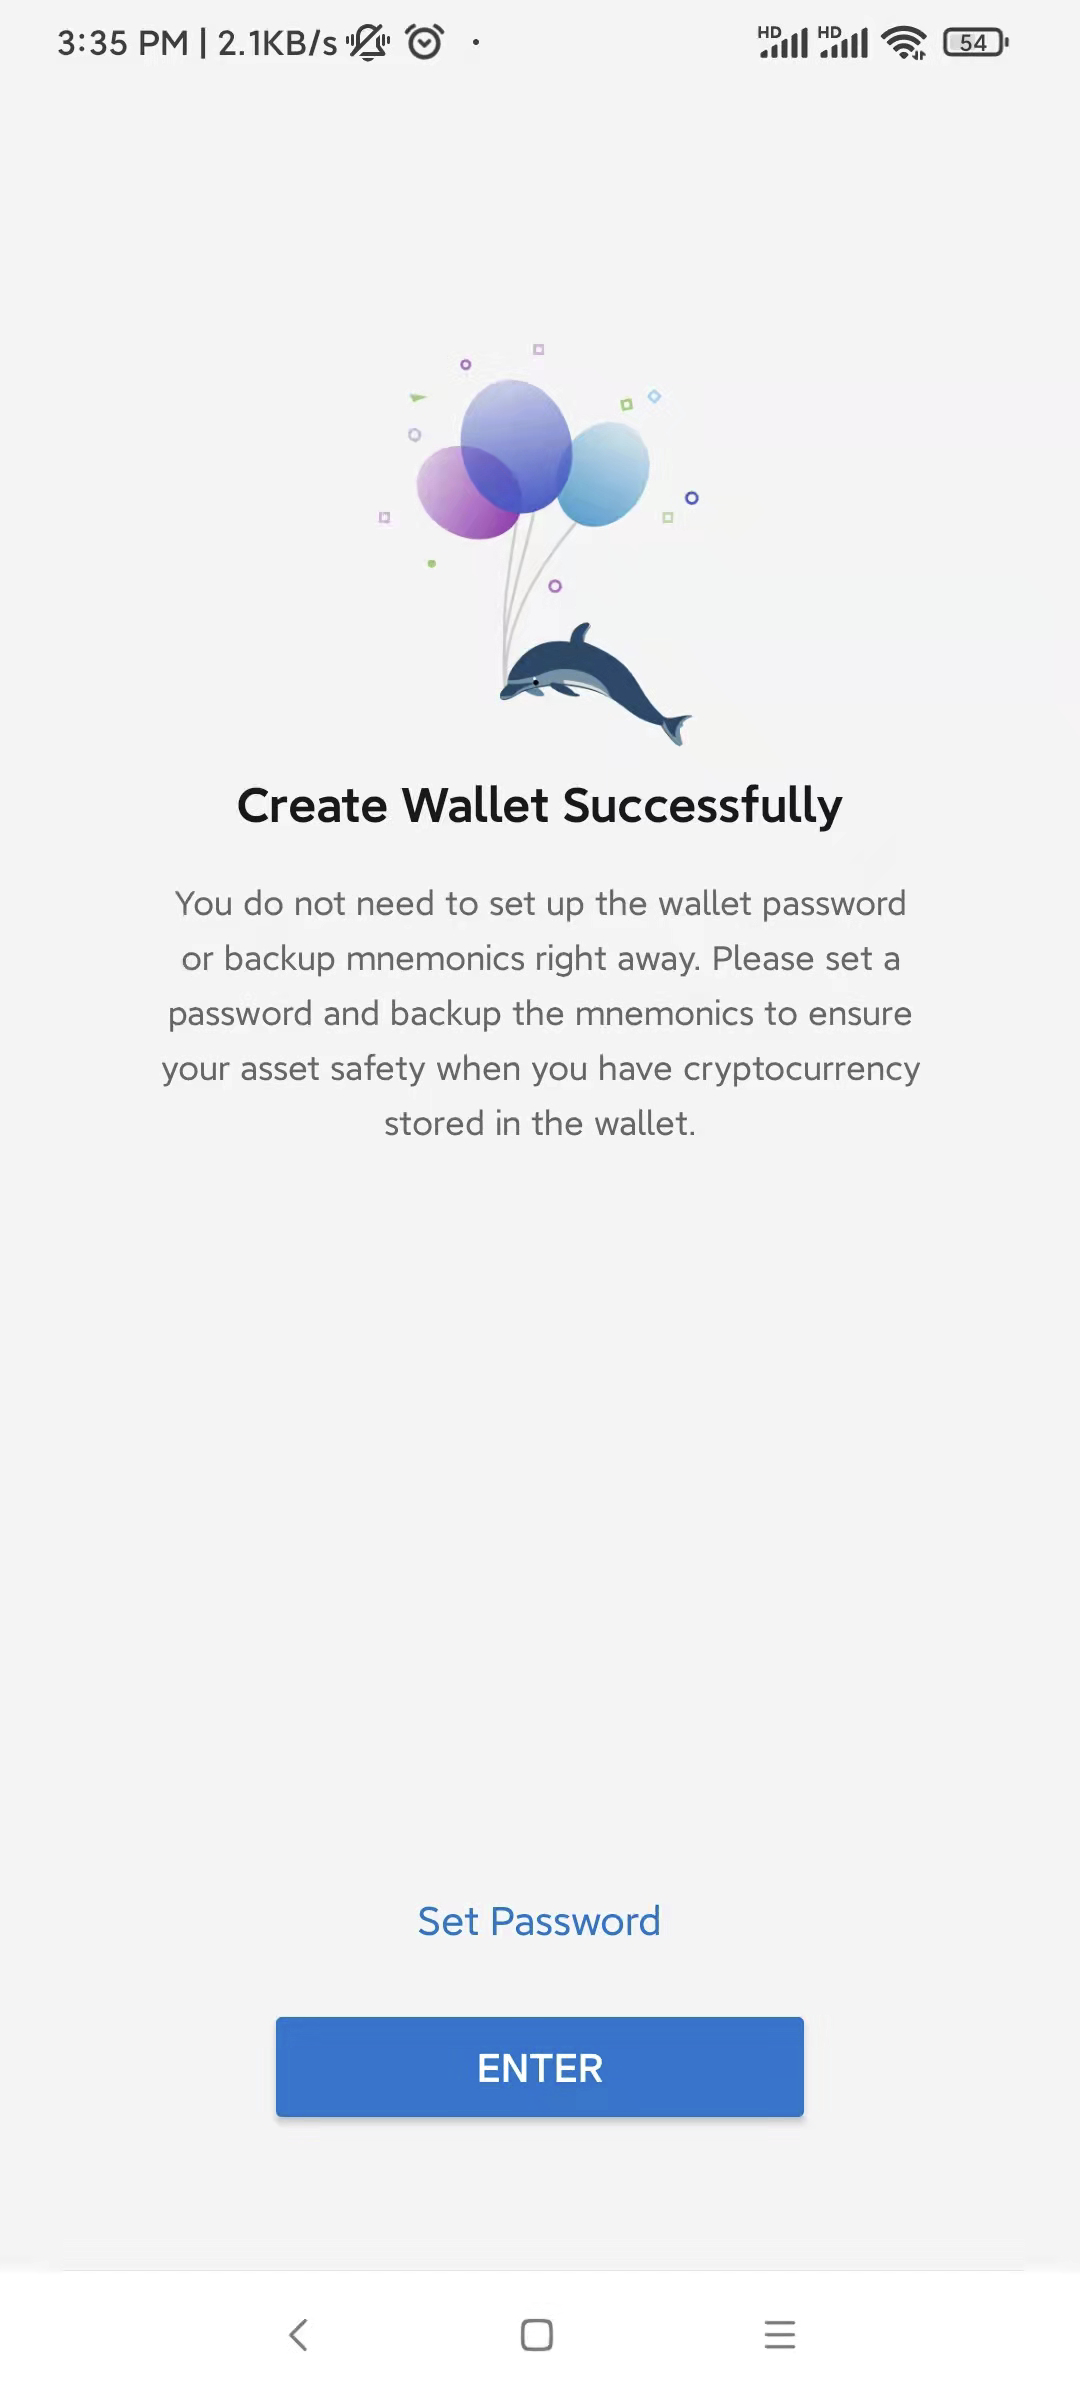 3:35 PM | 2.1KB/s
HD HD 54
Create Wallet Successfully
You do not need to set up the wallet password
or backup mnemonics right away. Please set a
password and backup the mnemonics to ensure
your asset safety when you have cryptocurrency
stored in the wallet.
Set Password
ENTER